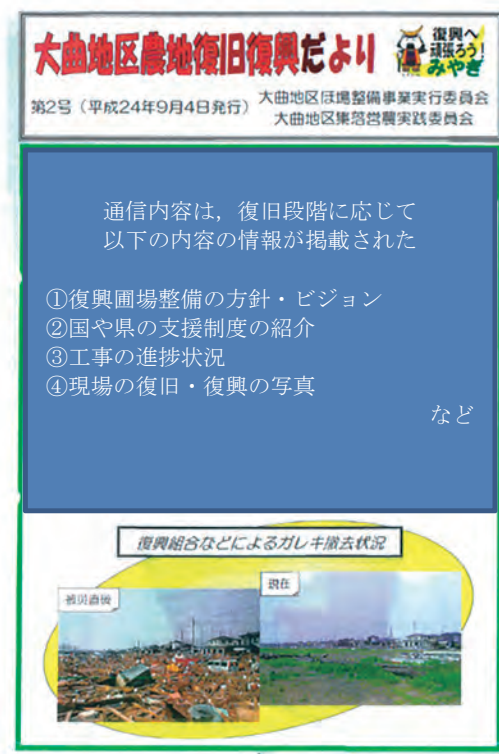 大曲地区農地復旧復興だより
復興へ
頑張ろう!
みやぎ
第2号（平成24年9月4日発行）
大曲地区ほ場整備事業実行委員会
大曲地区集落営農実践委員会
通信内容は，復旧段階に応じて
以下の内容の情報が掲載された
①復興圃場整備の方針・ビジョン
②国や県の支援制度の紹介
③工事の進捗状況
④現場の復旧・復興の写真
など
復興組合などによるガレキ撤去状況
被災直後
現在